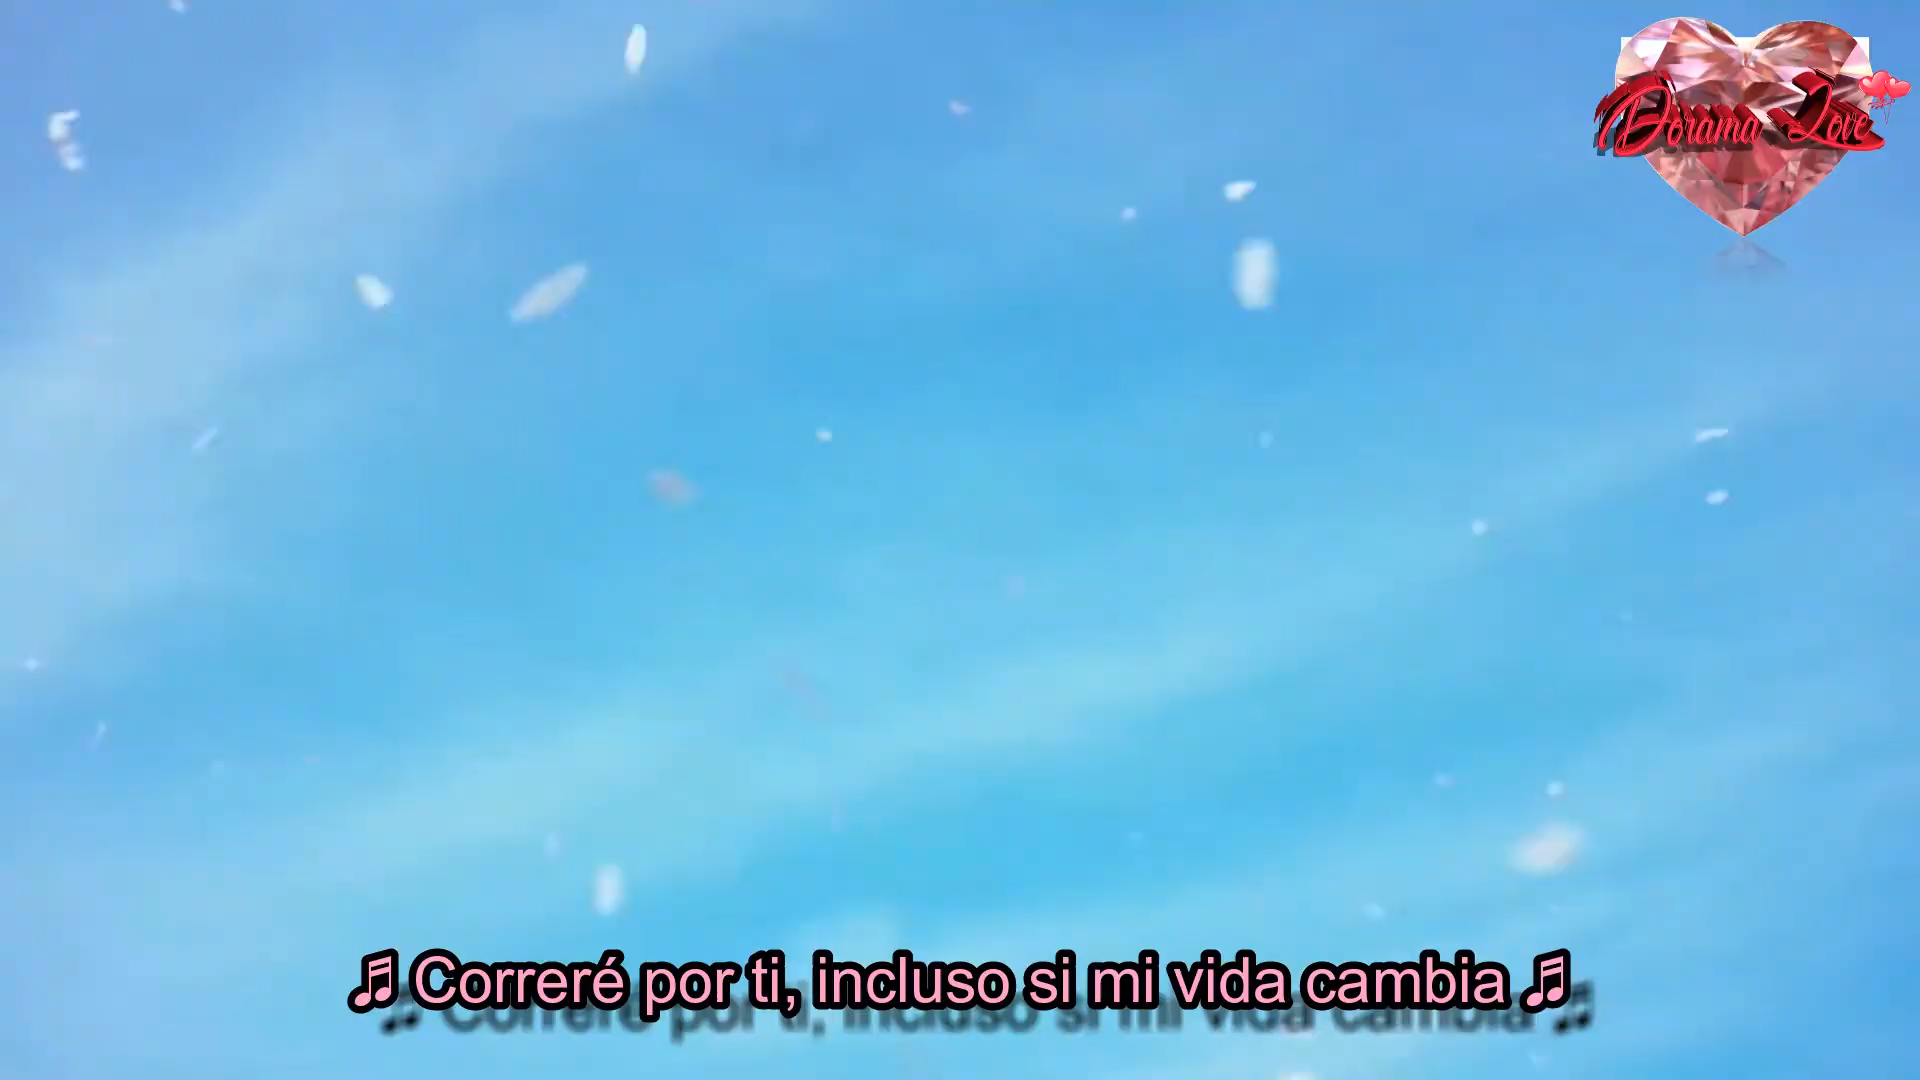 Dorama Love
♫ Correré por ti, incluso si mi vida cambia ♫